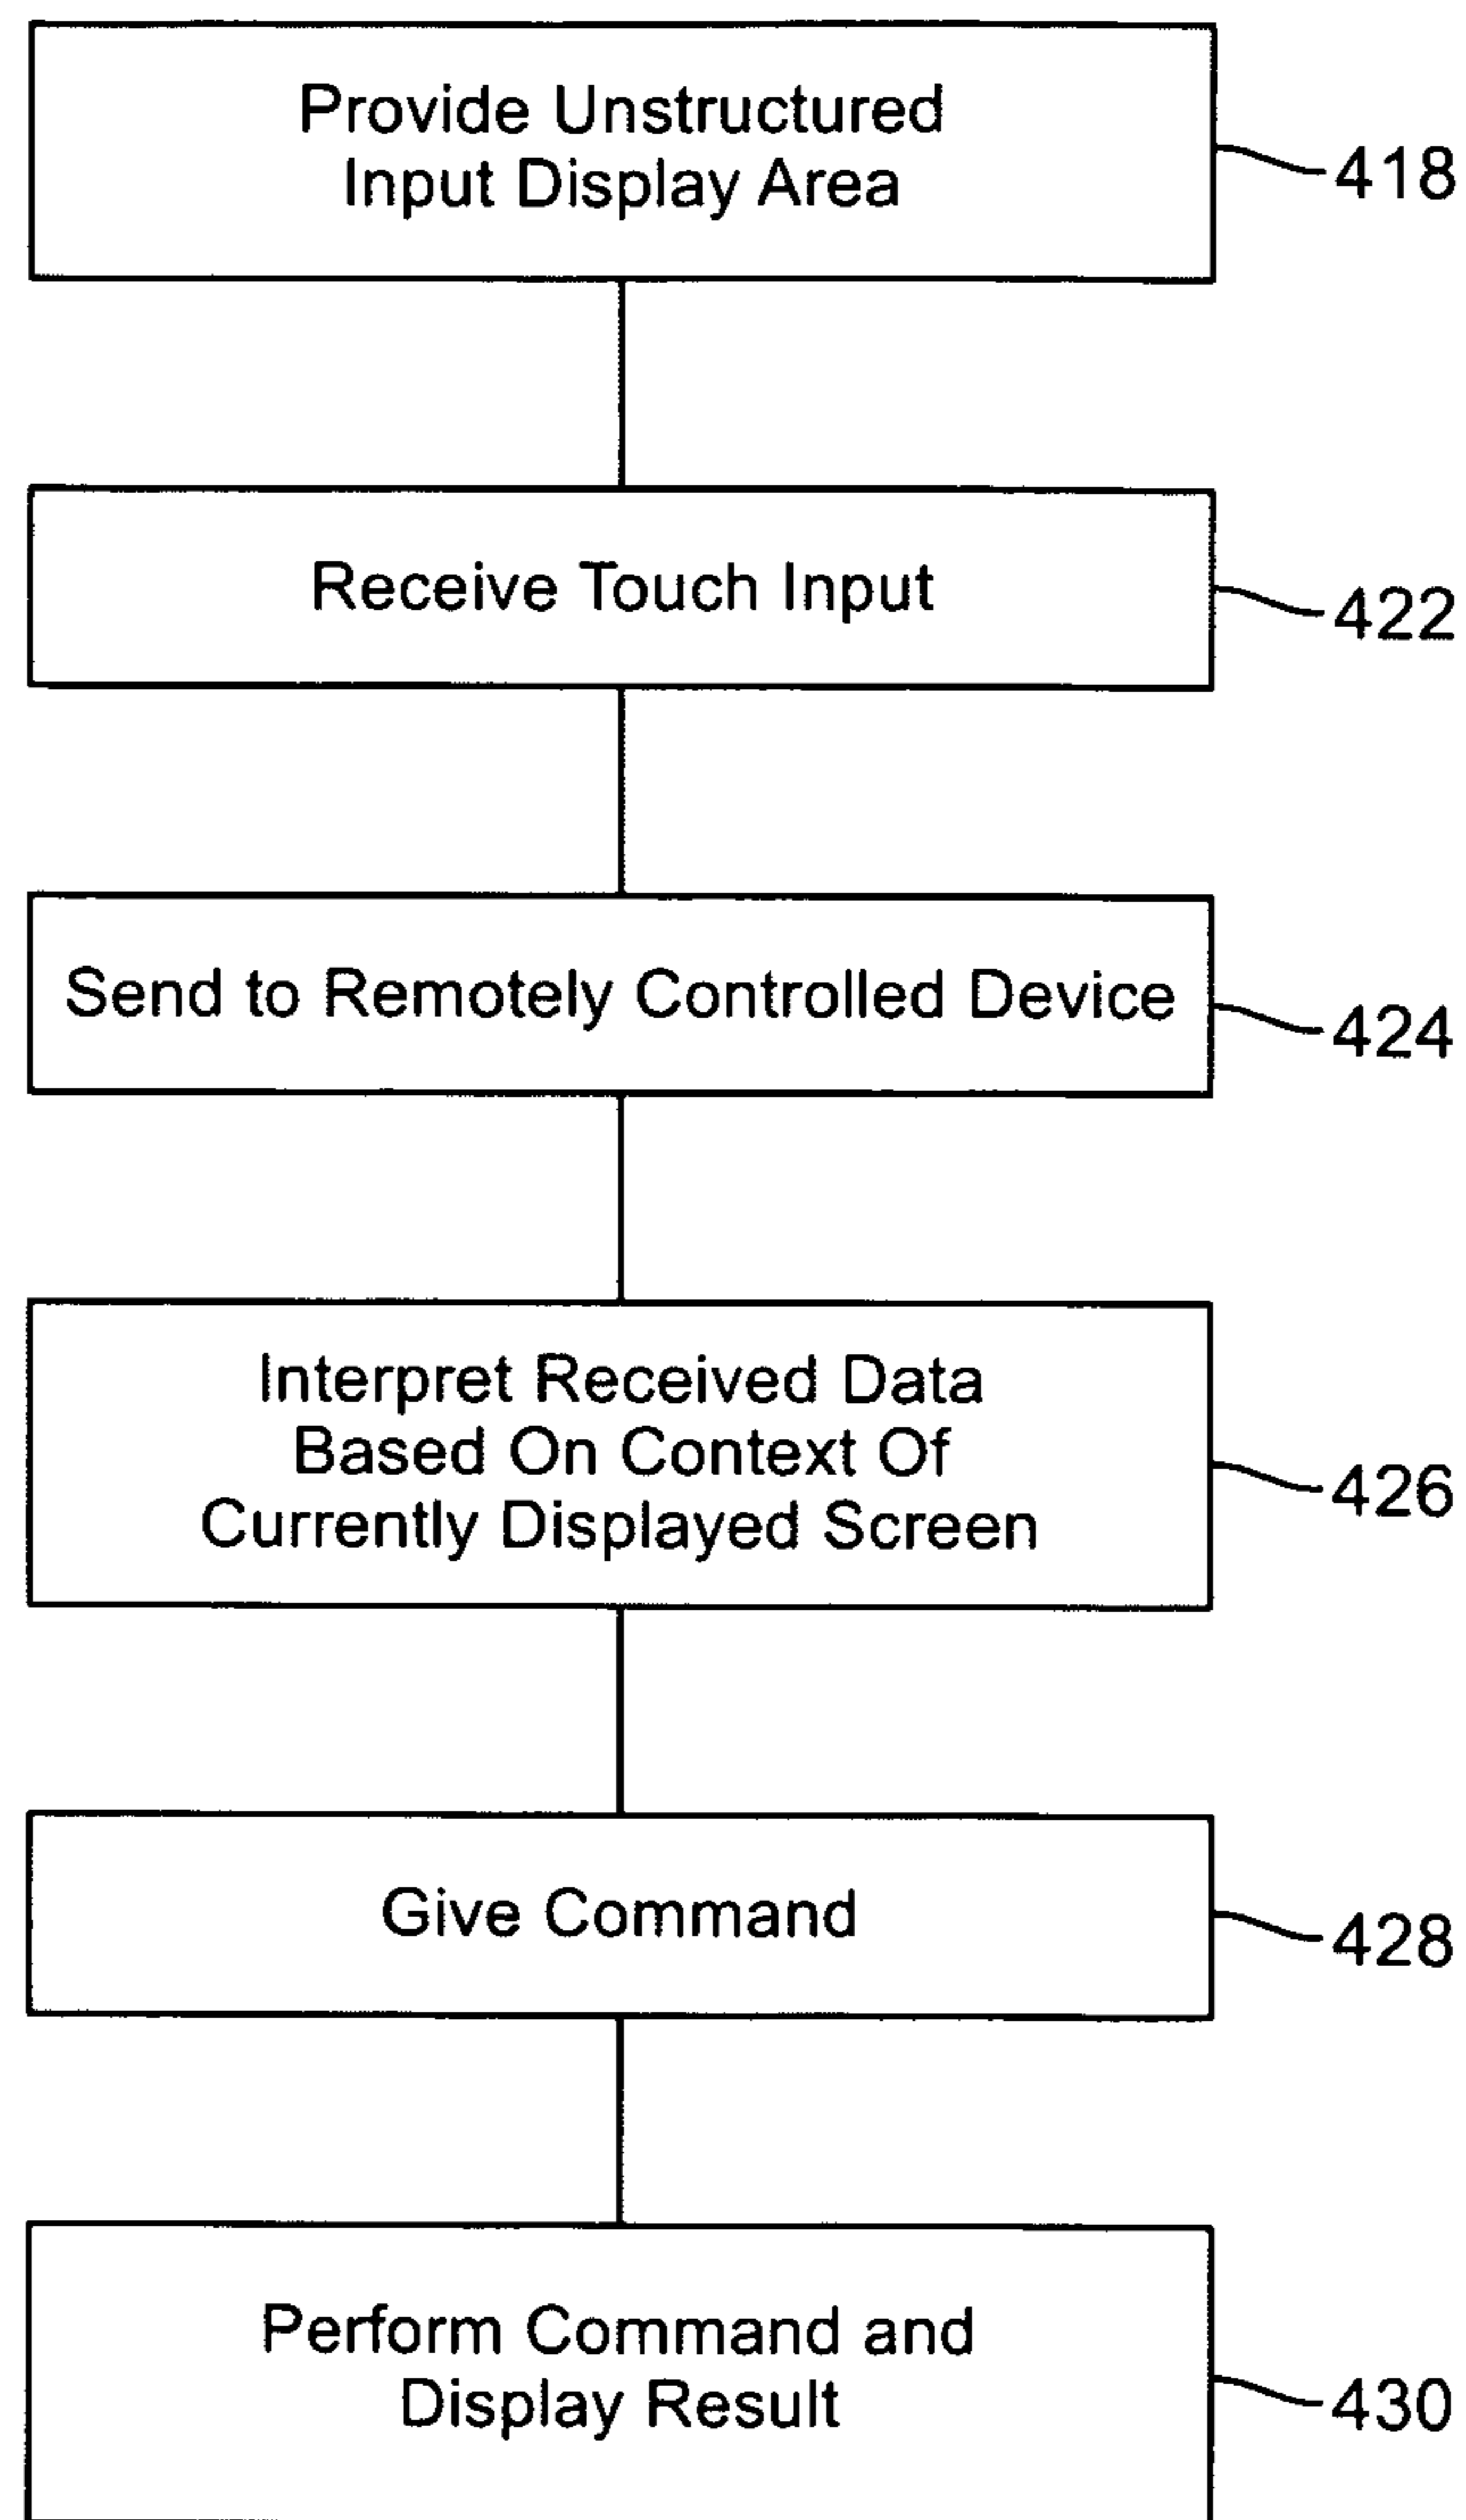 Provide Unstructured
Input Display Area
418
Receive Touch Input
422
Send to Remotely Controlled Device
424
Interpret Received Data
Based On Context Of
Currently Displayed Screen
426
Give Command
428
Perform Command and
Display Result
430